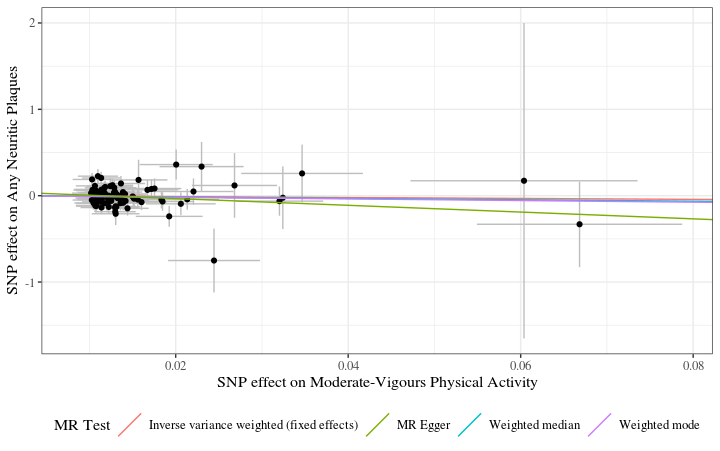 2
1
0
-1
SNP effect on Any Neuritic Plaques
0.02
0.04
0.06
0.08
SNP effect on Moderate-Vigours Physical Activity
MR Test
Inverse variance weighted (fixed effects)
MR Egger
Weighted median
Weighted mode